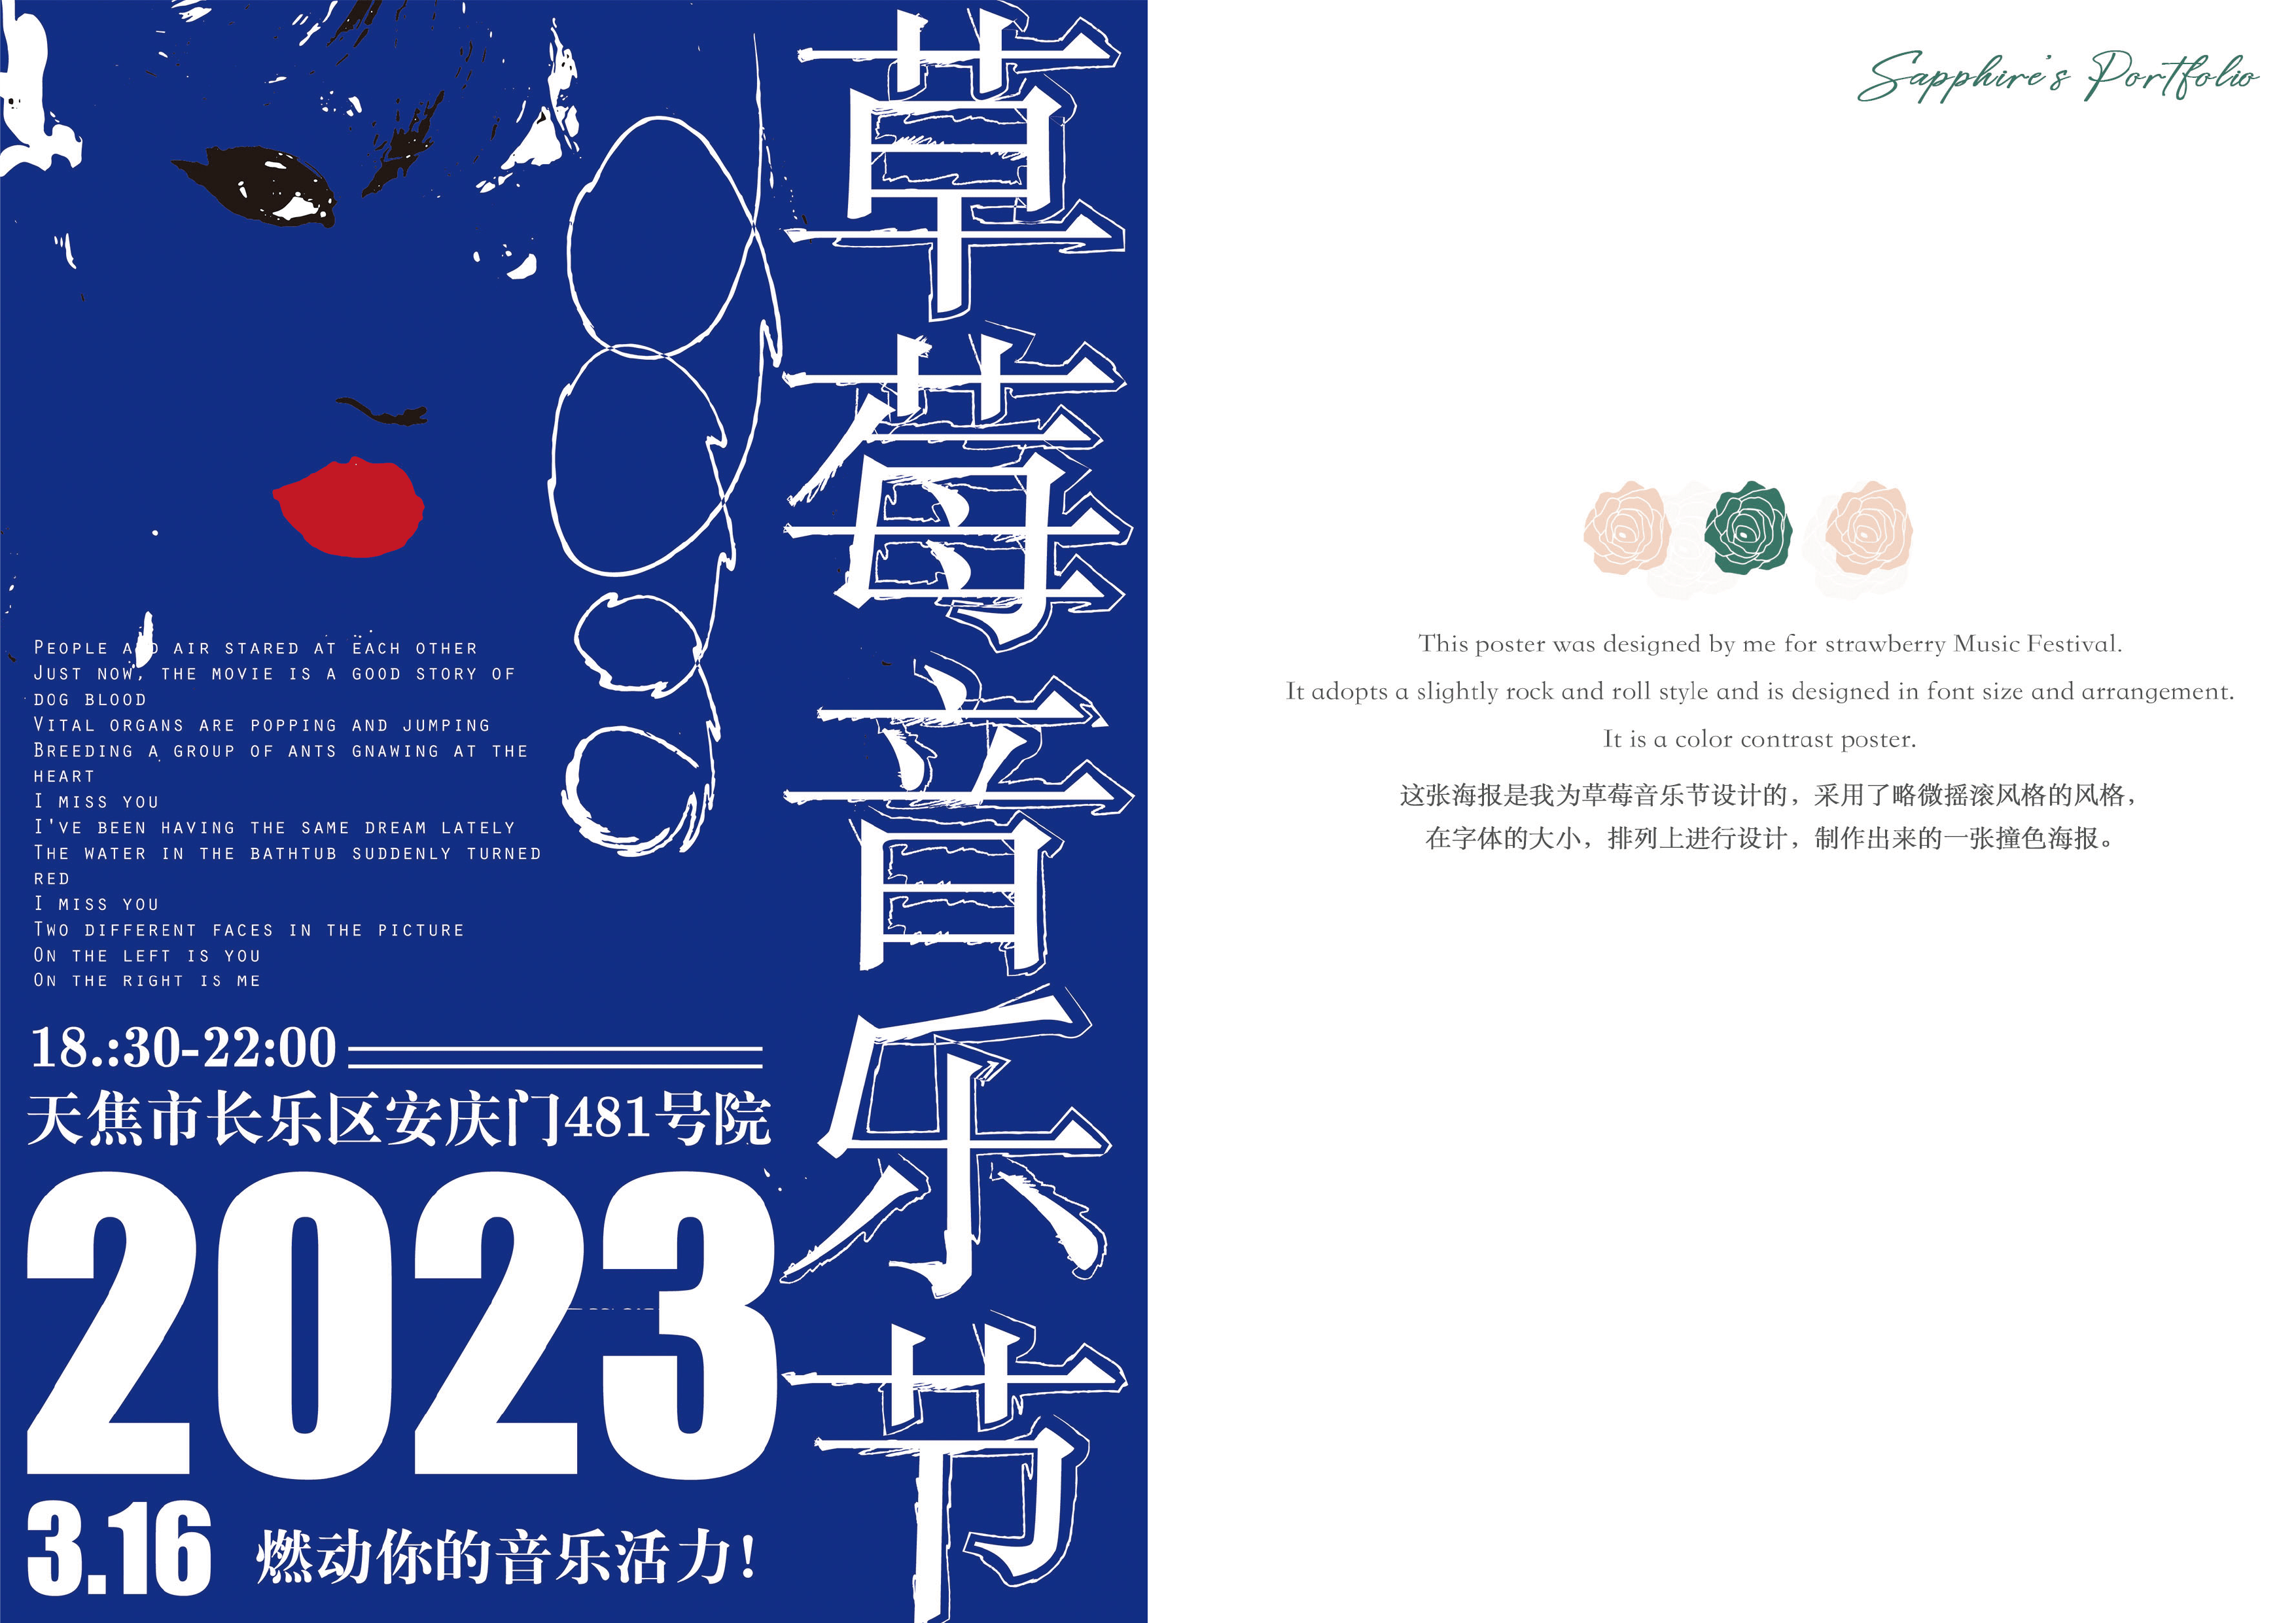 草莓音乐节
PEOPLE AND AIR STARED AT EACH OTHER
JUST NOW, THE MOVIE IS A GOOD STORY OF
DOG BLOOD
VITAL ORGANS ARE POPPING AND JUMPING
BREEDING A GROUP OF ANTS GNAWING AT THE
HEART
I MISS YOU
I'VE BEEN HAVING THE SAME DREAM LATELY
THE WATER IN THE BATHTUB SUDDENLY TURNED
RED
I MISS YOU
TWO DIFFERENT FACES IN THE PICTURE
ON THE LEFT IS YOU
ON THE RIGHT IS ME
18.:30-22:00
天焦市长乐区安庆门481号院
2023
3.16
燃动你的音乐活力！
Sapphire's Portfolio
This poster was designed by me for strawberry Music Festival.
It adopts a slightly rock and roll style and is designed in font size and arrangement.
It is a color contrast poster.
这张海报是我为草莓音乐节设计的，采用了略微摇滚风格的风格，
在字体的大小，排列上进行设计，制作出来的一张撞色海报。